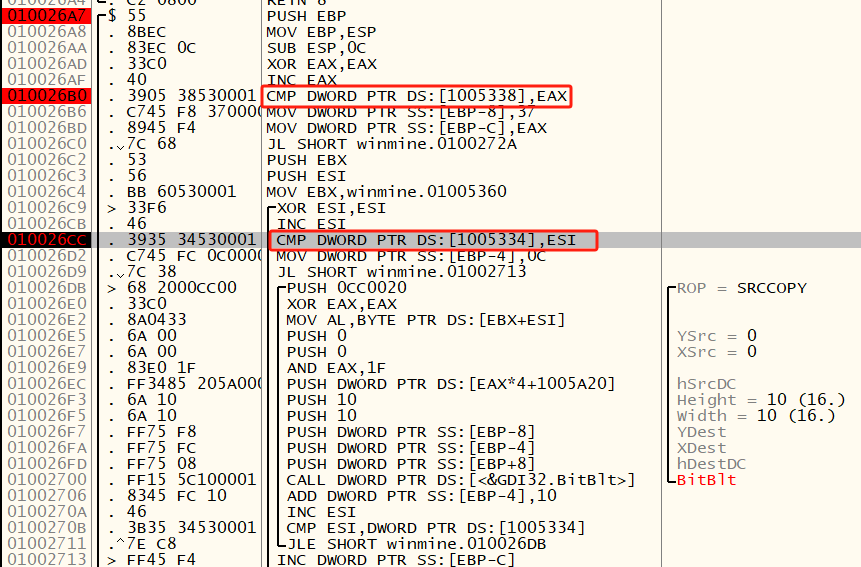 010026A4 . C2 0800 RETN 8
010026A7 $ 55 PUSH EBP
010026A8 . 8BEC MOV EBP,ESP
010026AA . 83EC 0C SUB ESP,0C
010026AD . 33C0 XOR EAX,EAX
010026AF . 40 INC EAX
010026B0 . 3905 38530001 CMP DWORD PTR DS:[1005338],EAX
010026B6 . C745 F8 37000 MOV DWORD PTR SS:[EBP-8],37
010026BD . 8945 F4 MOV DWORD PTR SS:[EBP-C],EAX
010026C0 .⌄7C 68 JL SHORT winmine.0100272A
010026C2 . 53 PUSH EBX
010026C3 . 56 PUSH ESI
010026C4 . BB 60530001 MOV EBX,winmine.01005360
010026C9 > 33F6 XOR ESI,ESI
010026CB . 46 INC ESI
010026CC . 3935 34530001 CMP DWORD PTR DS:[1005334],ESI
010026D2 . C745 FC 0C000 MOV DWORD PTR SS:[EBP-4],0C
010026D9 .⌄7C 38 JL SHORT winmine.01002713
010026DB > 68 2000CC00 PUSH 0CC0020 ROP = SRCCOPY
010026E0 . 33C0 XOR EAX,EAX
010026E2 . 8A0433 MOV AL,BYTE PTR DS:[EBX+ESI]
010026E5 . 6A 00 PUSH 0 YSrc = 0
010026E7 . 6A 00 PUSH 0 XSrc = 0
010026E9 . 83E0 1F AND EAX,1F
010026EC . FF3485 205A00 PUSH DWORD PTR DS:[EAX*4+1005A20] hSrcDC
010026F3 . 6A 10 PUSH 10 Height = 10 (16.)
010026F5 . 6A 10 PUSH 10 Width = 10 (16.)
010026F7 . FF75 F8 PUSH DWORD PTR SS:[EBP-8] YDest
010026FA . FF75 FC PUSH DWORD PTR SS:[EBP-4] XDest
010026FD . FF75 08 PUSH DWORD PTR SS:[EBP+8] hDestDC
01002700 . FF15 5C100001 CALL DWORD PTR DS:[<&GDI32.BitBlt>] BitBlt
01002706 . 8345 FC 10 ADD DWORD PTR SS:[EBP-4],10
0100270A . 46 INC ESI
0100270B . 3B35 34530001 CMP ESI,DWORD PTR DS:[1005334]
01002711 .^7E C8 JLE SHORT winmine.010026DB
01002713 > FF45 F4 INC DWORD PTR SS:[EBP-C]